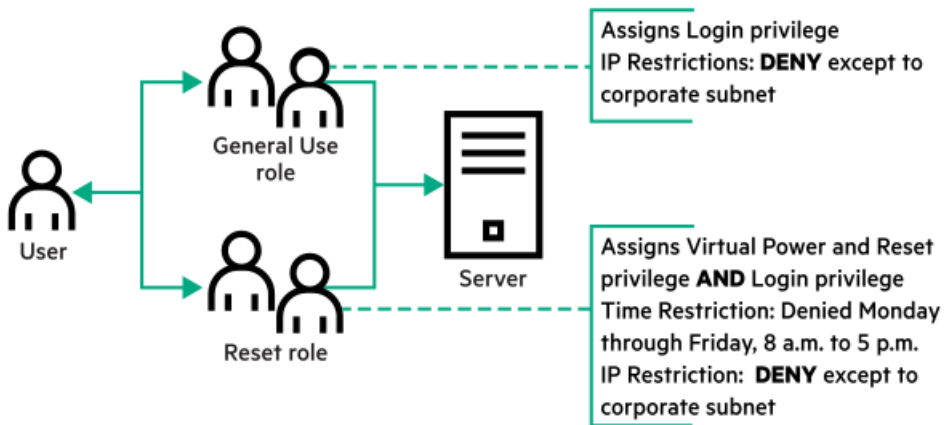 Assigns Login privilege
IP Restrictions: DENY except to
corporate subnet
General Use
role
User
Server
Reset role
Assigns Virtual Power and Reset
privilege AND Login privilege
Time Restriction: Denied Monday
through Friday, 8 a.m. to 5 p.m.
IP Restriction: DENY except to
corporate subnet